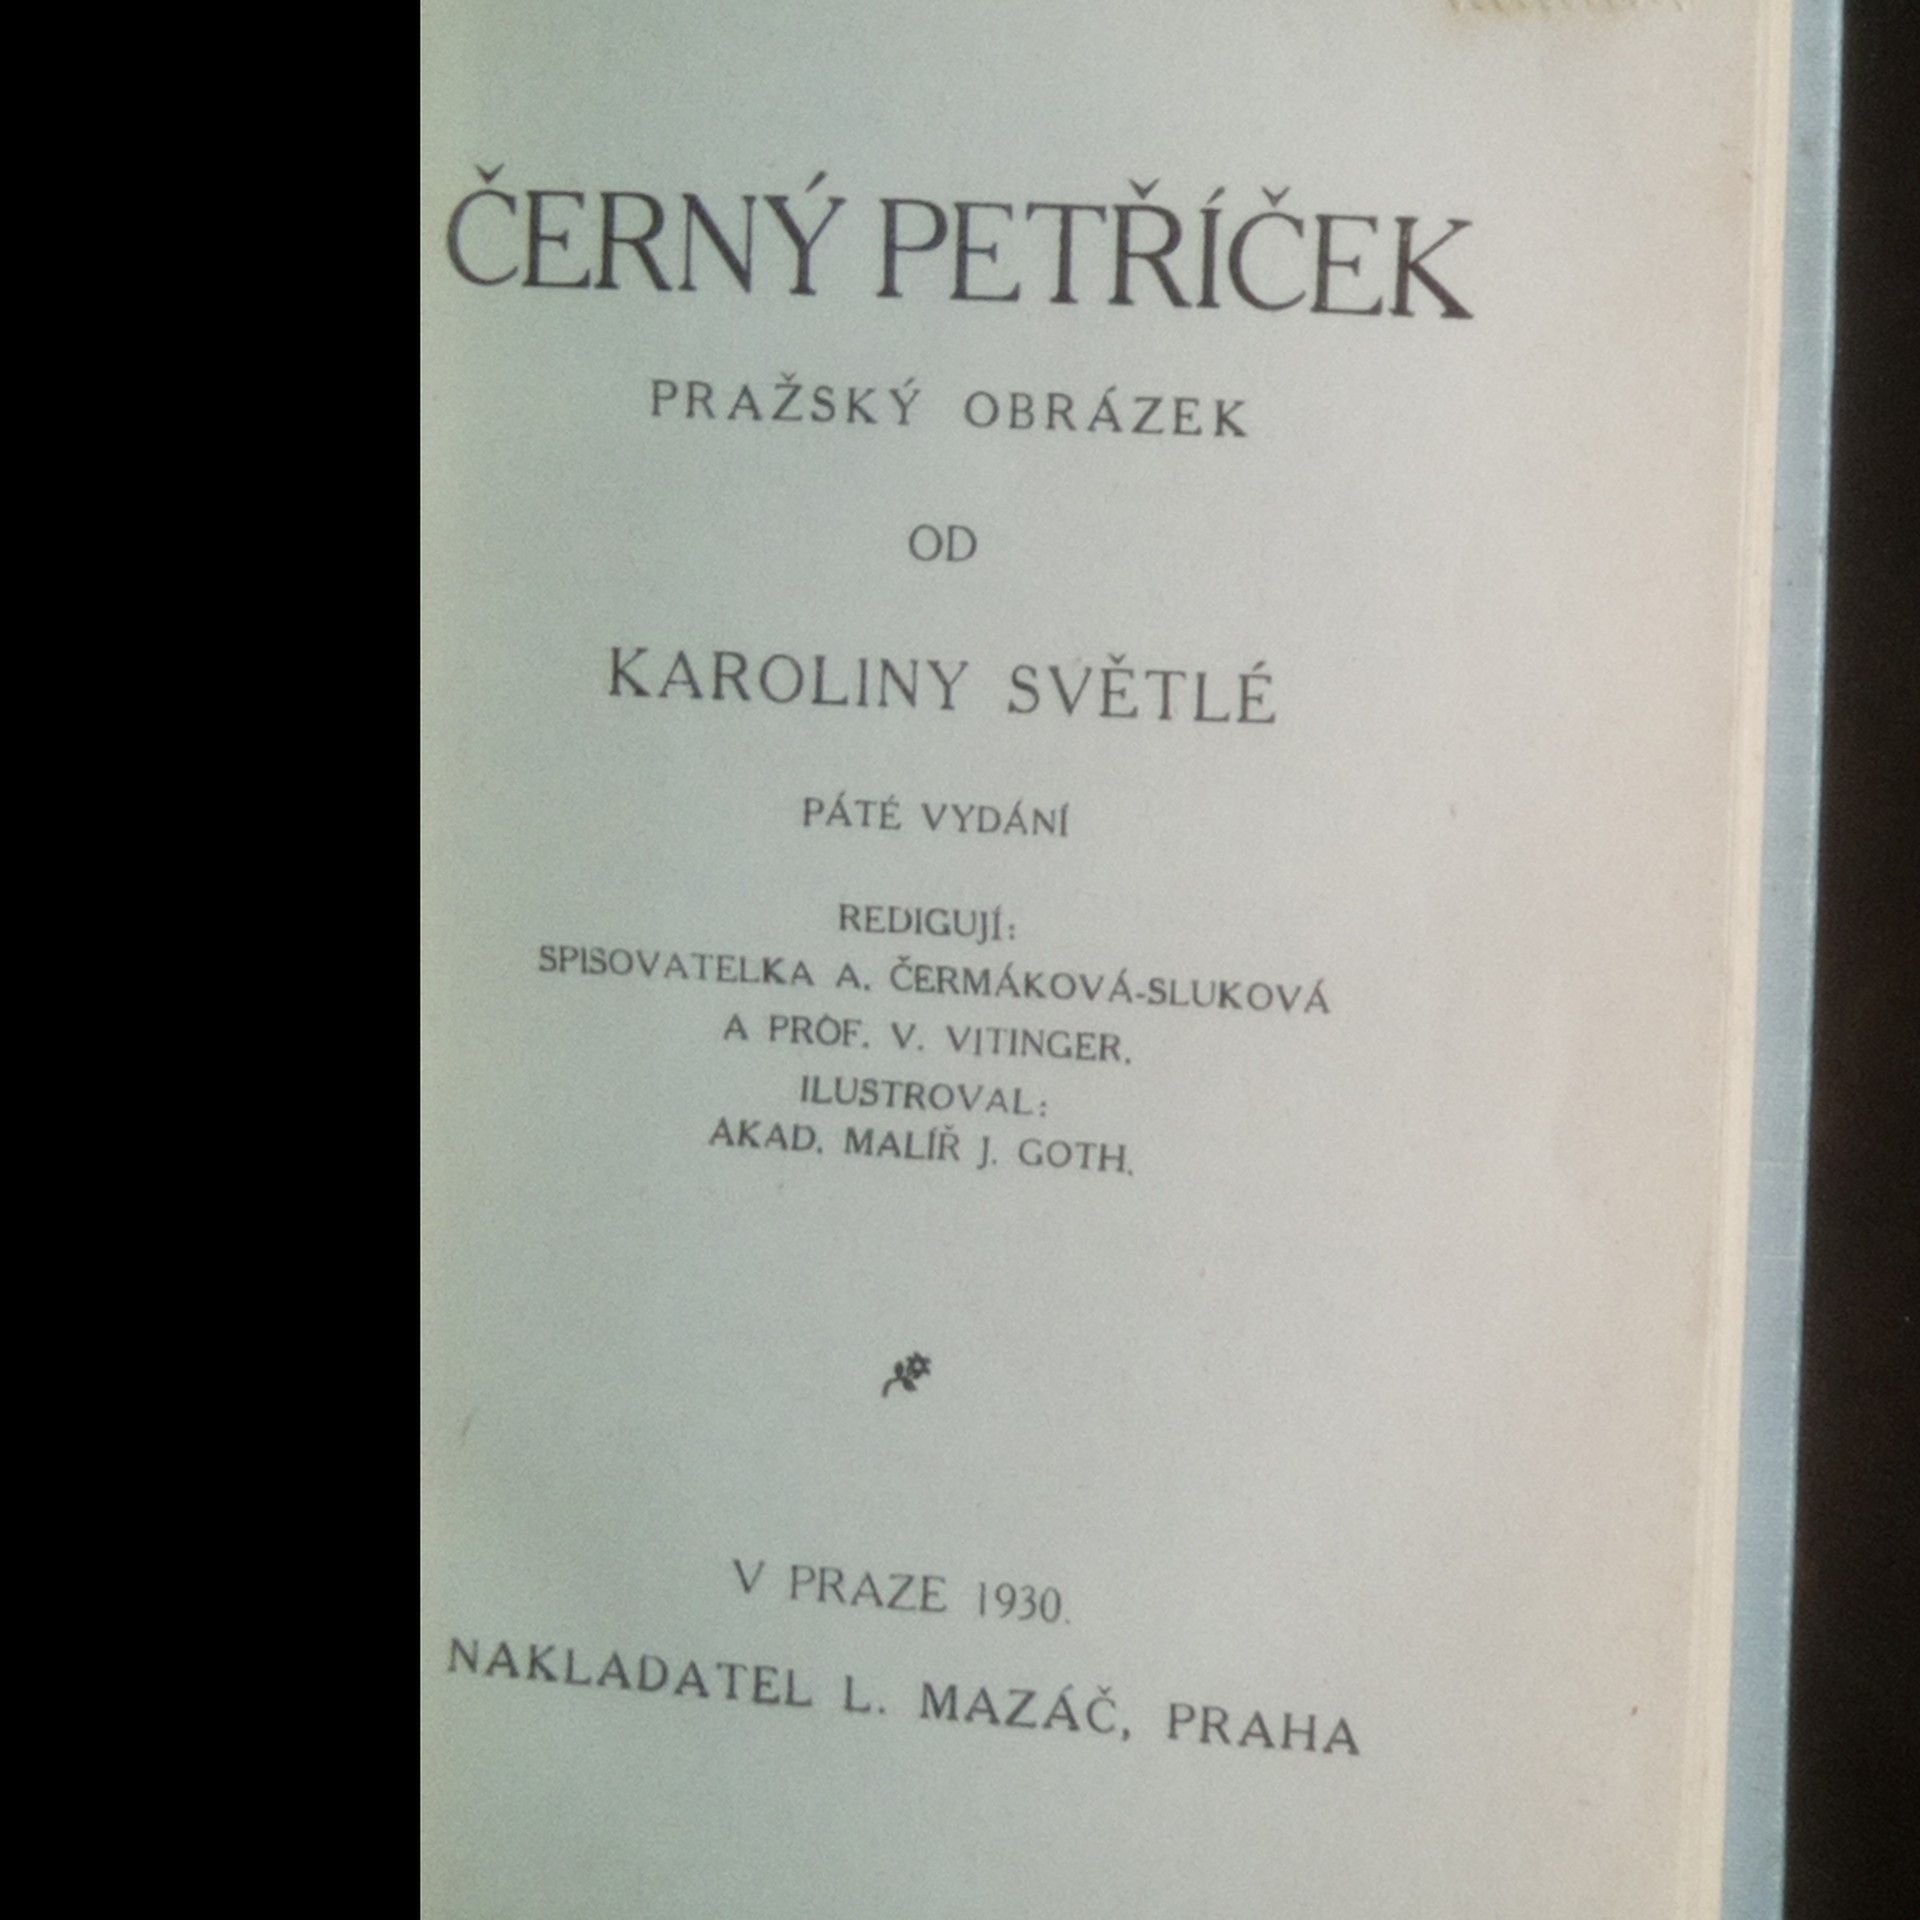 ČERNÝ PETŘÍČEK
PRAŽSKÝ OBRÁZEK
OD
KAROLINY SVĚTLÉ
PÁTÉ VYDÁNÍ
REDIGUJÍ:
SPISOVATELKA A. ČERMÁKOVÁ-SLUKOVÁ
A PROF. V. VITINGER.
ILUSTROVAL:
AKAD. MALÍŘ J. GOTH.
V PRAZE 1930.
NAKLADATEL L. MAZÁČ, PRAHA